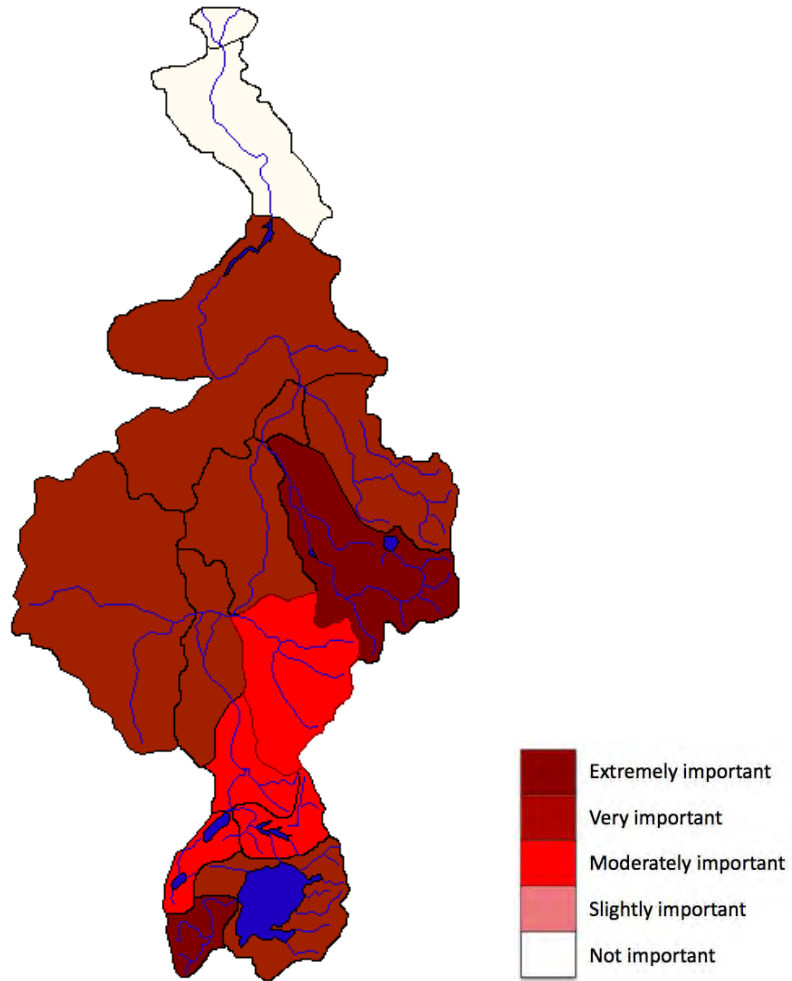 Extremely important
Very important
Moderately important
Slightly important
Not important